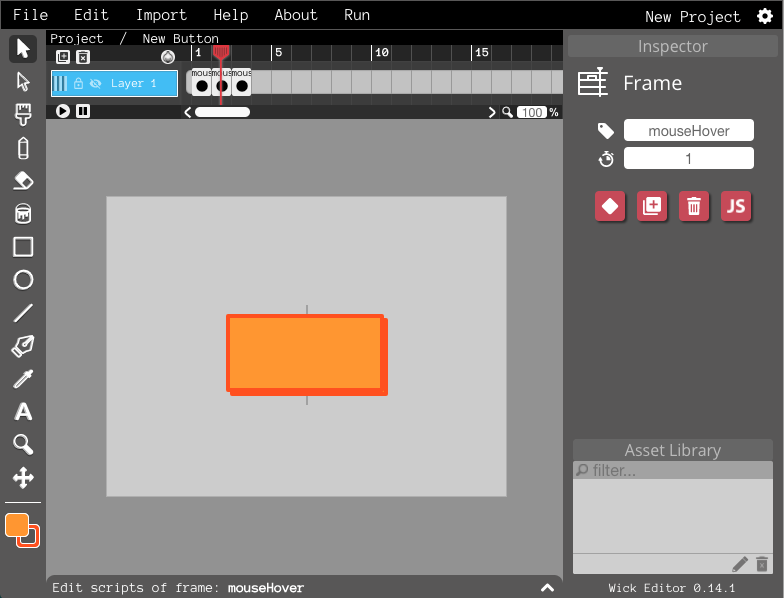 File Edit Import Help About Run New Project
Project / New Button
Inspector
1 5 10 15
mous mous mous
Layer 1
Frame
100 %
mouseHover
1
JS
A
Asset Library
filter...
Edit scripts of frame: mouseHover
Wick Editor 0.14.1